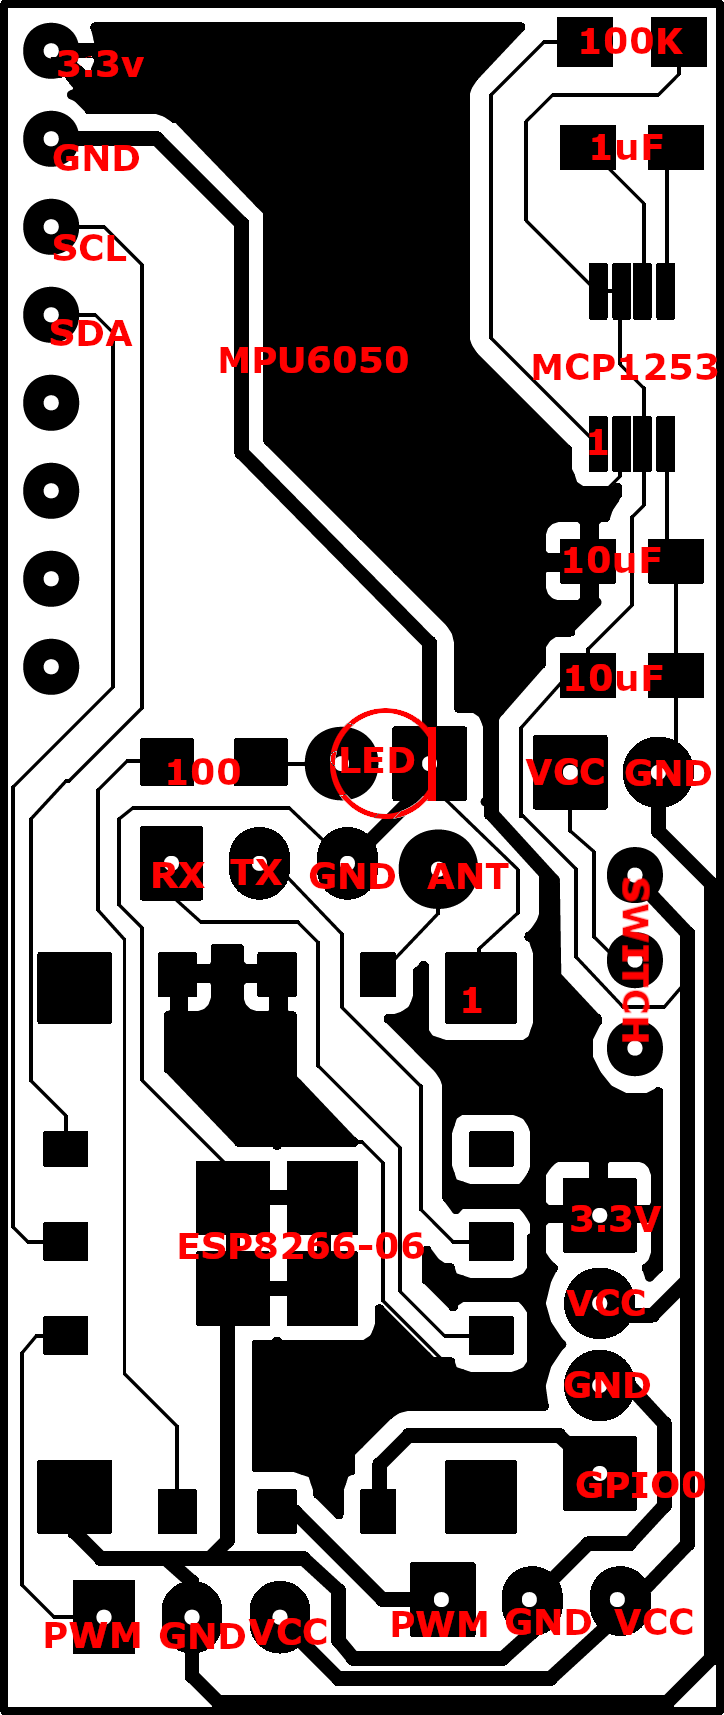 3.3v
100K
GND
1uF
SCL
SDA
MPU6050
MCP1253
1
10uF
10uF
100
LED
VCC
GND
RX
TX
GND
ANT
SWITCH
1
3.3V
ESP8266-06
VCC
GND
GPIO0
PWM
GND
VCC
PWM
GND
VCC